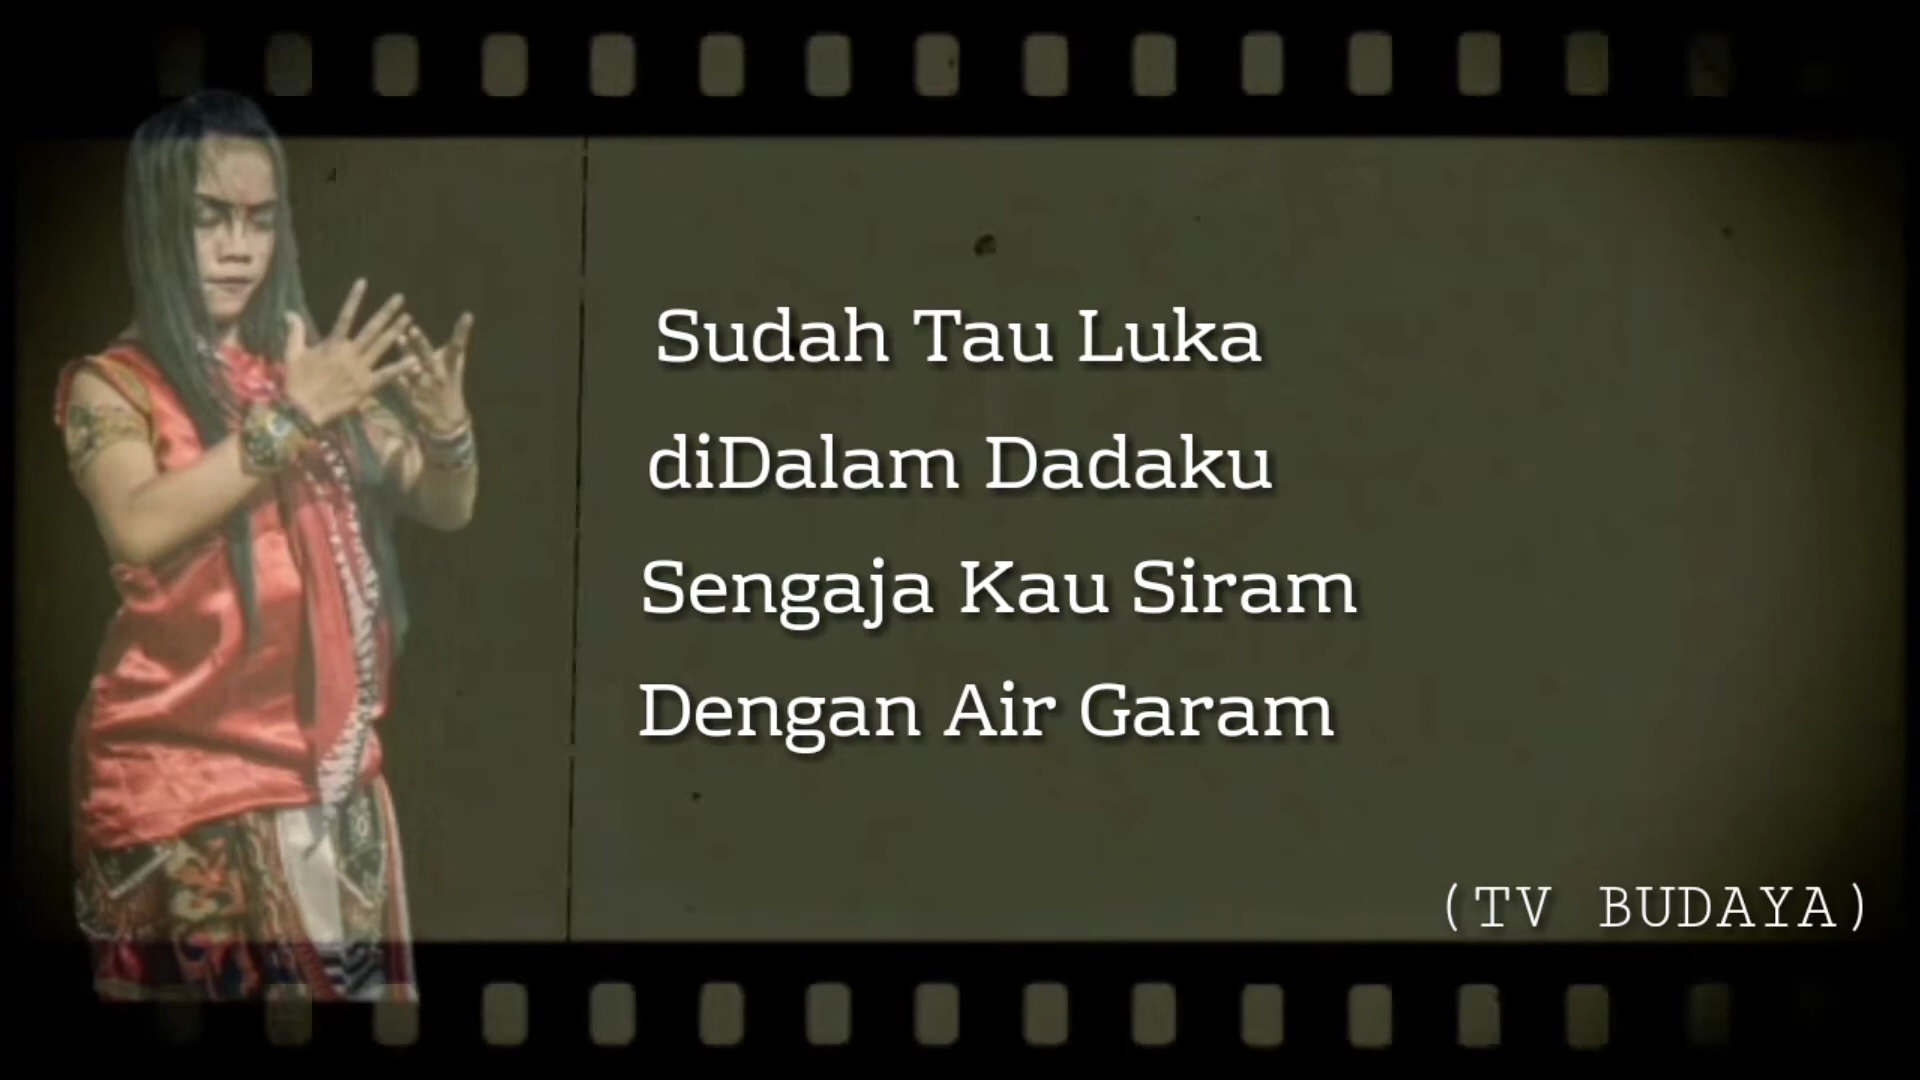 Sudah Tau Luka
diDalam Dadaku
Sengaja Kau Siram
Dengan Air Garam
(TV BUDAYA)